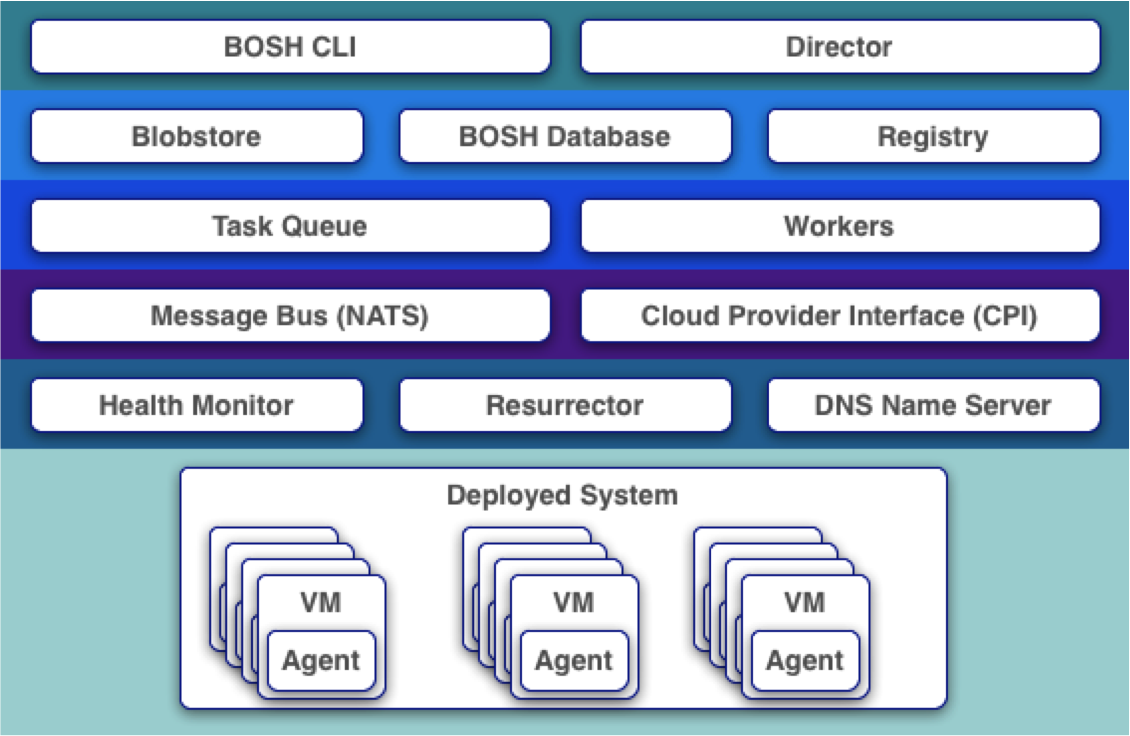 BOSH CLI
Director
Blobstore
BOSH Database
Registry
Task Queue
Workers
Message Bus (NATS)
Cloud Provider Interface (CPI)
Health Monitor
Resurrector
DNS Name Server
Deployed System
VM
Agent
VM
Agent
VM
Agent